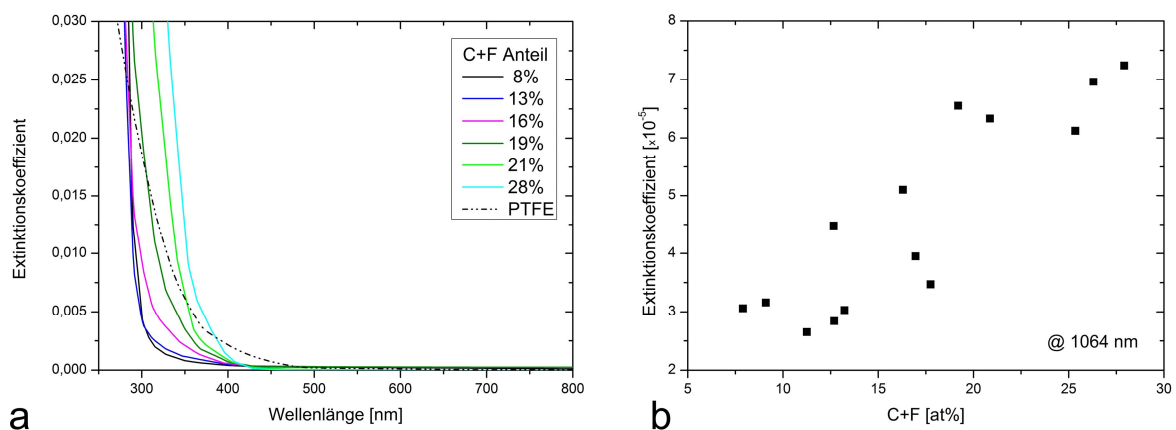 0,030
0,025
0,020
0,015
0,010
0,005
0,000
Extinktionskoeffizient
300 350 400 500 600 700 800
Wellenlänge [nm]
C+F Anteil
8%
13%
16%
19%
21%
28%
PTFE
a
8
7
6
5
4
3
2
Extinktionskoeffizient [x10⁻⁵]
5 10 15 20 25 30
C+F [at%]
@ 1064 nm
b